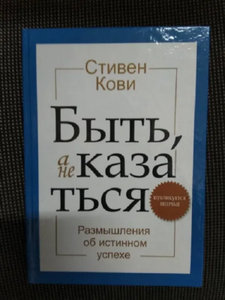 Стивен
Кови
Быть,
а не каза
ться
Размышления
об истинном
успехе